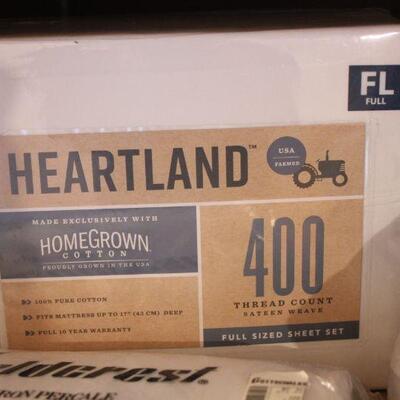 FL
FULL
HEARTLAND™
USA
FARMED
MADE EXCLUSIVELY WITH
HOMEGROWN
COTTON
PROUDLY GROWN IN THE USA
100% PURE COTTON
FITS MATTRESS UP TO 17" (43 CM) DEEP
FULL 10 YEAR WARRANTY
400
THREAD COUNT
SATEEN WEAVE
FULL SIZED SHEET SET
ldcrest®
RON PERCALE